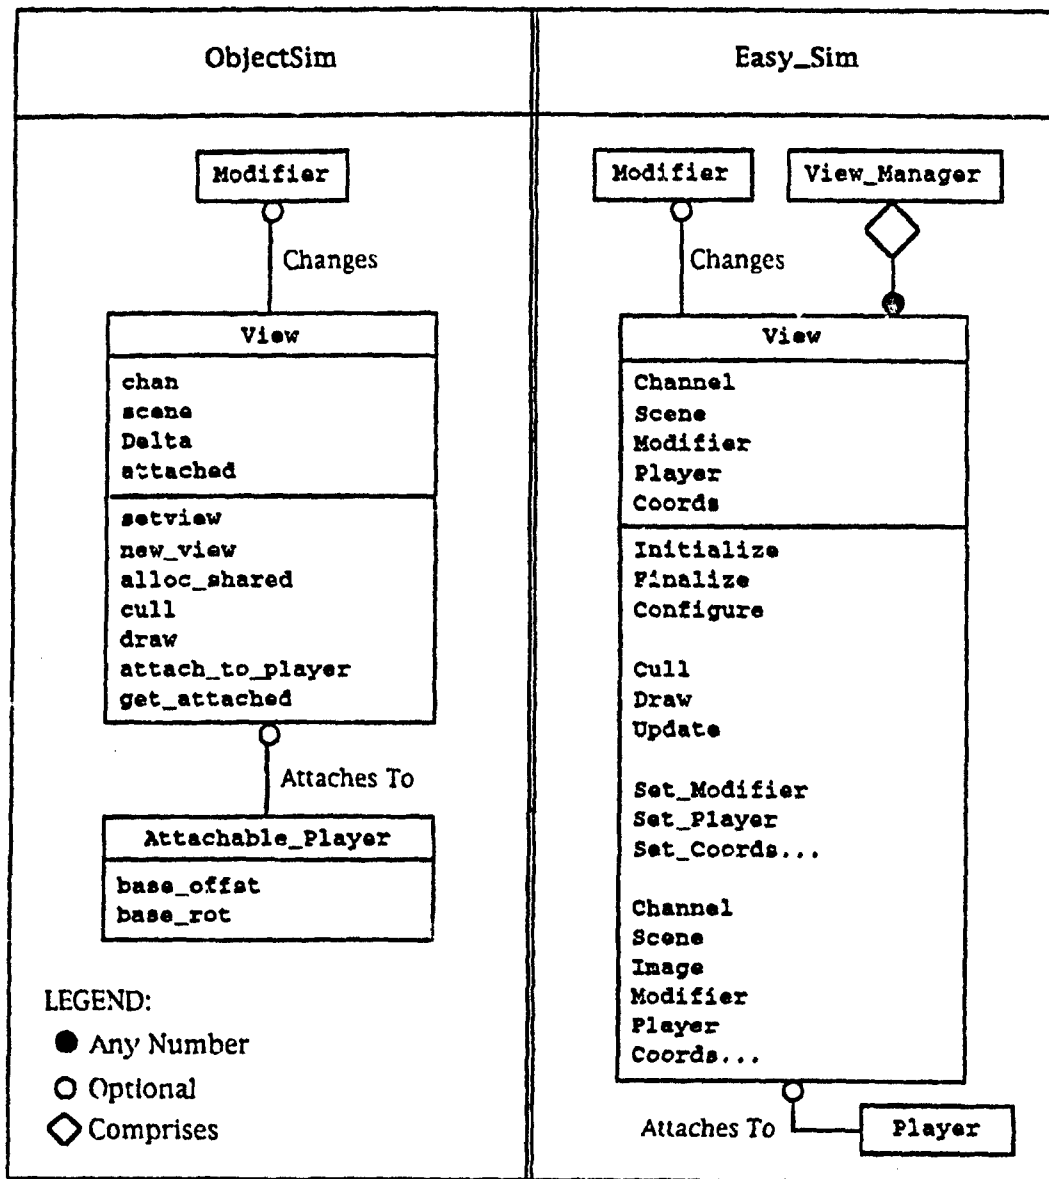 ObjectSim
Modifier
Changes
View
chan
scene
Delta
attached
setview
new_view
alloc_shared
cull
draw
attach_to_player
get_attached
Attaches To
Attachable_Player
base_offst
base_rot
LEGEND:
Any Number
Optional
Comprises
Easy_Sim
Modifier
View_Manager
Changes
View
Channel
Scene
Modifier
Player
Coords
Initialize
Finalize
Configure
Cull
Draw
Update
Set_Modifier
Set_Player
Set_Coords...
Channel
Scene
Image
Modifier
Player
Coords...
Attaches To
Player